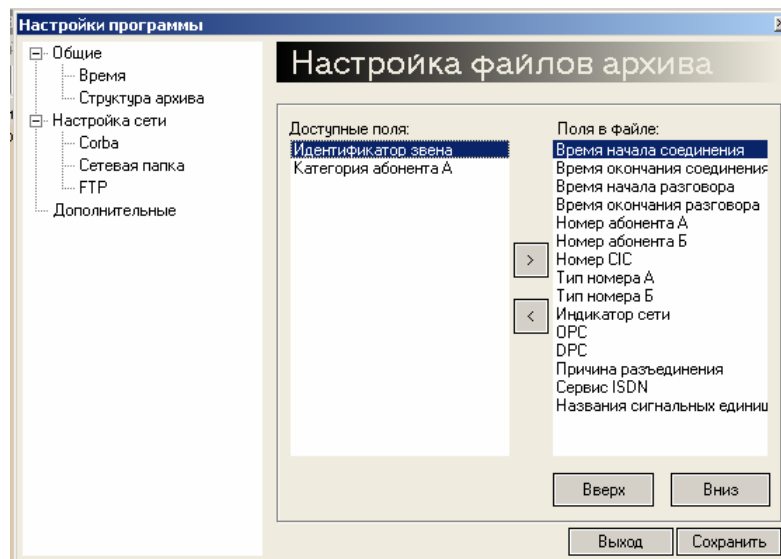 Настройки программы
Общие
Время
Структура архива
Настройка сети
Corba
Сетевая папка
FTP
Дополнительные
Настройка файлов архива
Доступные поля:
Идентификатор звена
Категория абонента А
>
<
Поля в файле:
Время начала соединения
Время окончания соединения
Время начала разговора
Время окончания разговора
Номер абонента А
Номер абонента Б
Номер CIC
Тип номера А
Тип номера Б
Индикатор сети
OPC
DPC
Причина разъединения
Сервис ISDN
Названия сигнальных единиц
Вверх
Вниз
Выход
Сохранить